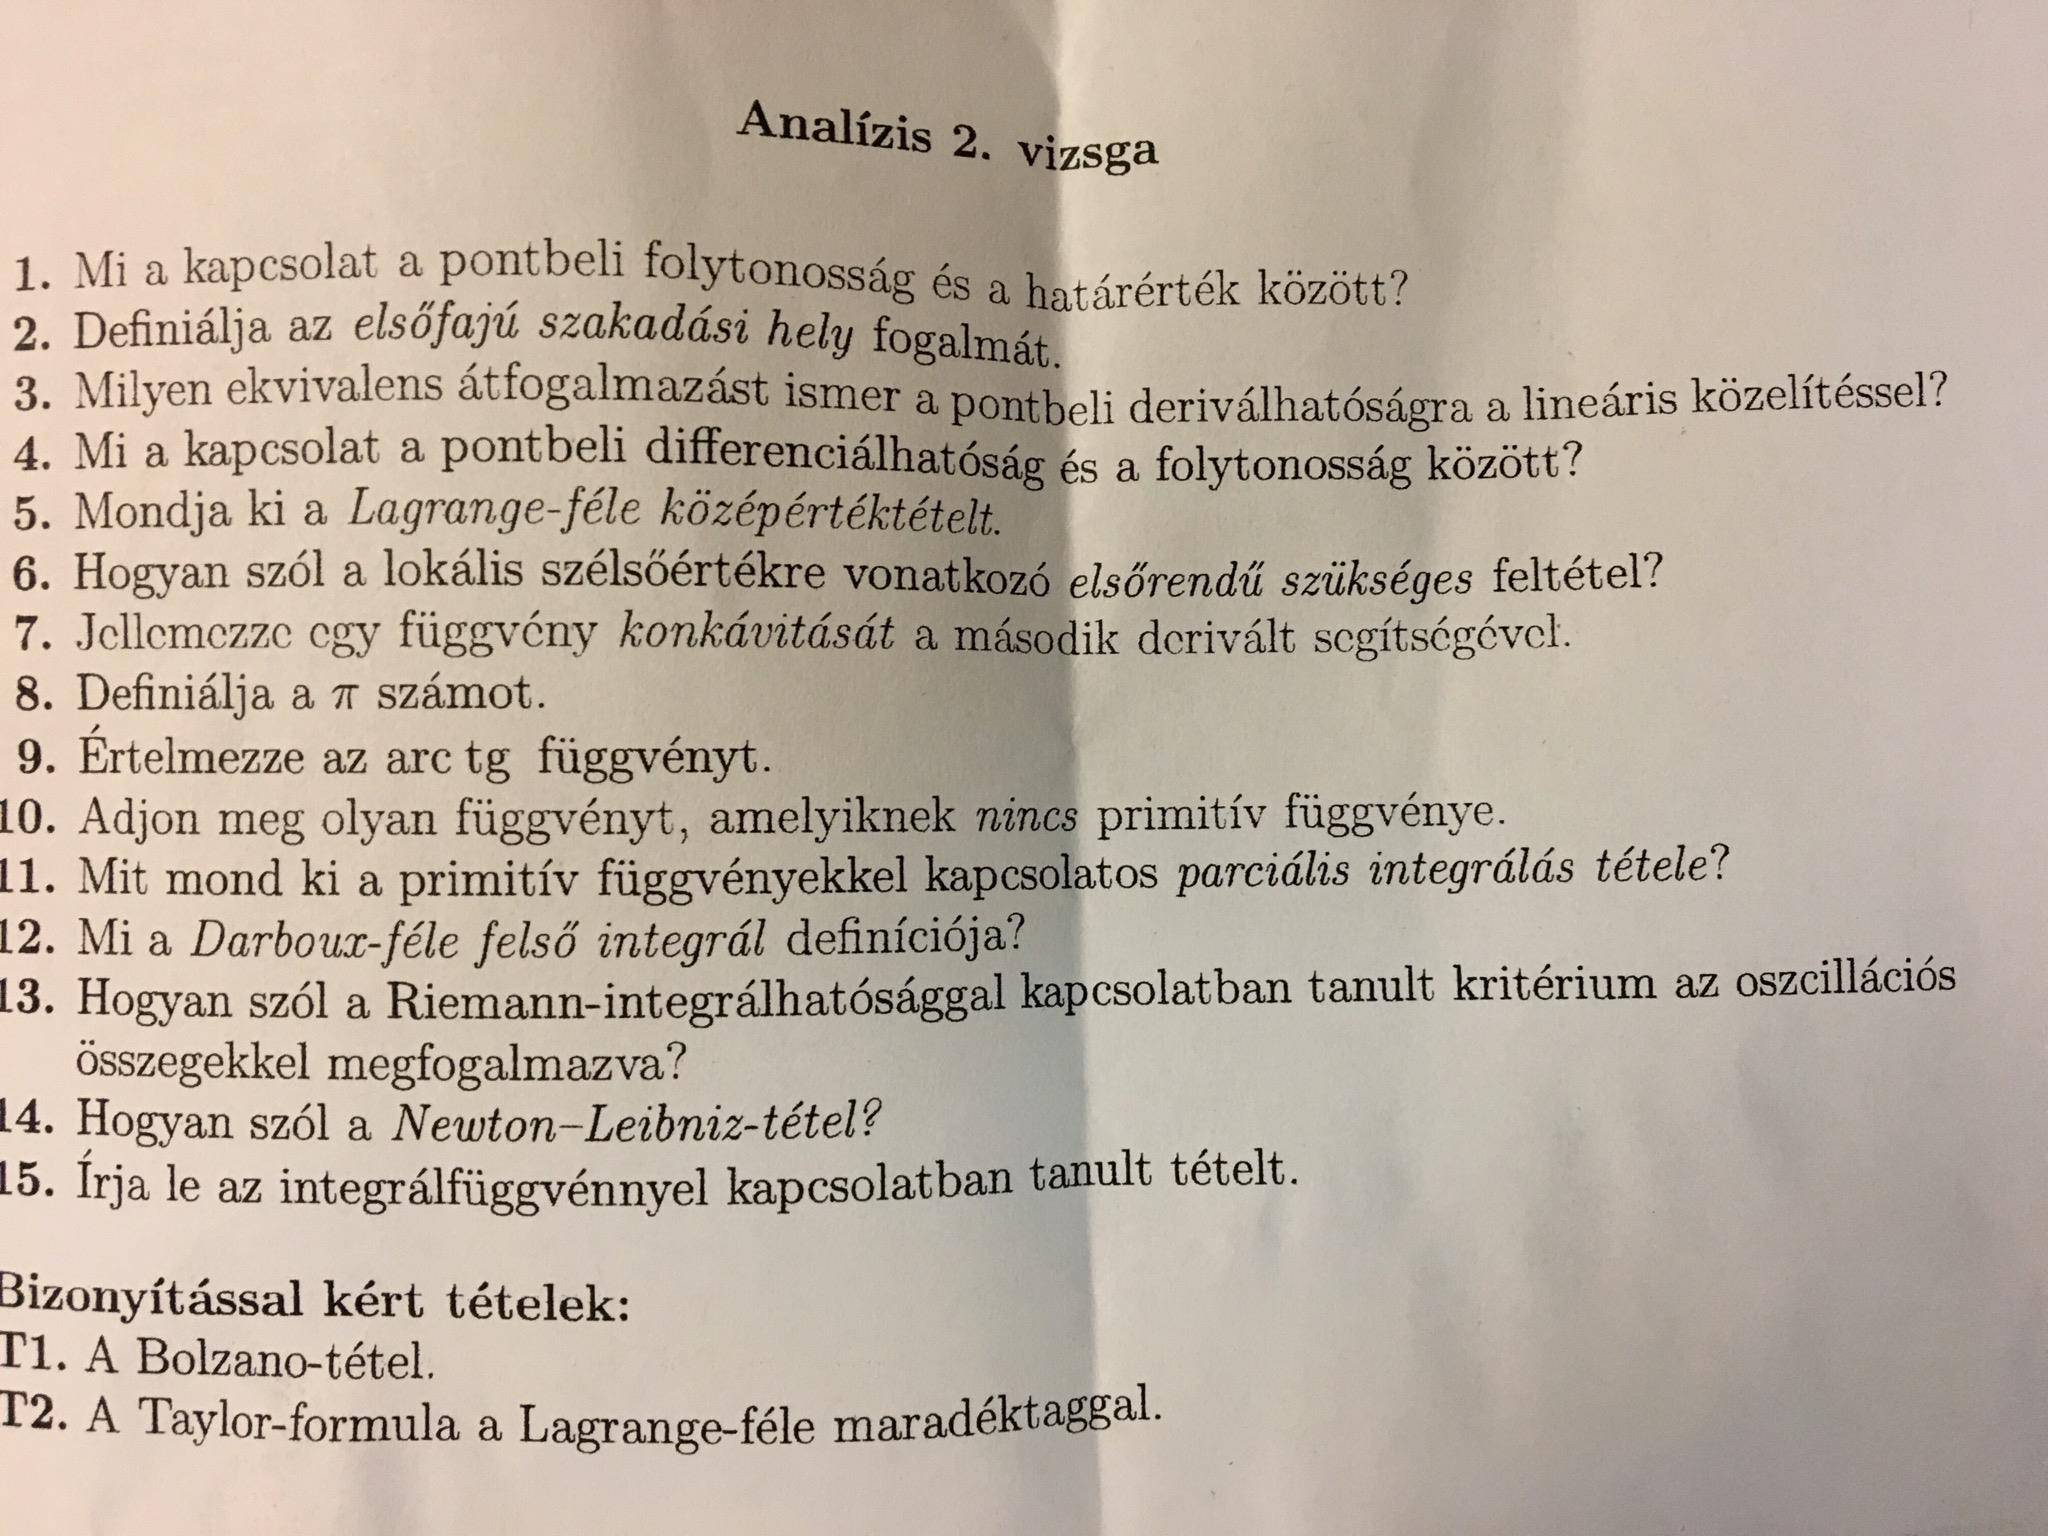 Analízis 2. vizsga
1. Mi a kapcsolat a pontbeli folytonosság és a határérték között?
2. Definiálja az elsőfajú szakadási hely fogalmát.
3. Milyen ekvivalens átfogalmazást ismer a pontbeli deriválhatóságra a lineáris közelítéssel?
4. Mi a kapcsolat a pontbeli differenciálhatóság és a folytonosság között?
5. Mondja ki a Lagrange-féle középértéktételt.
6. Hogyan szól a lokális szélsőértékre vonatkozó elsőrendű szükséges feltétel?
7. Jellemezze egy függvény konkávitását a második derivált segítségével.
8. Definiálja a π számot.
9. Értelmezze az arc tg függvényt.
10. Adjon meg olyan függvényt, amelyiknek nincs primitív függvénye.
11. Mit mond ki a primitív függvényekkel kapcsolatos parciális integrálás tétele?
12. Mi a Darboux-féle felső integrál definíciója?
13. Hogyan szól a Riemann-integrálhatósággal kapcsolatban tanult kritérium az oszcillációs
összegekkel megfogalmazva?
14. Hogyan szól a Newton–Leibniz-tétel?
15. Írja le az integrálfüggvénnyel kapcsolatban tanult tételt.
Bizonyítással kért tételek:
T1. A Bolzano-tétel.
T2. A Taylor-formula a Lagrange-féle maradéktaggal.